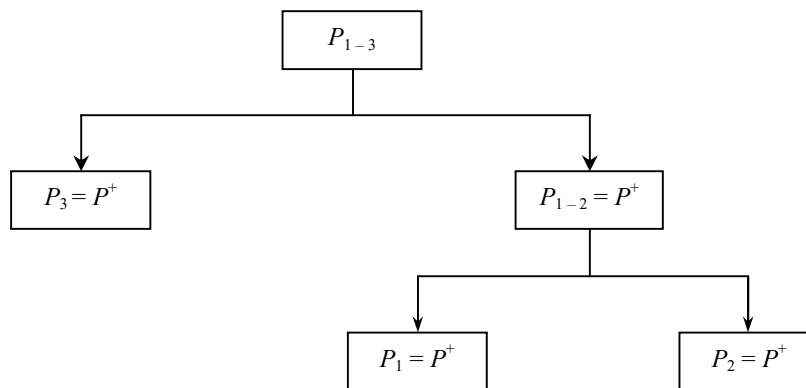 P₁₋₃
P₃ = P⁺
P₁₋₂ = P⁺
P₁ = P⁺
P₂ = P⁺